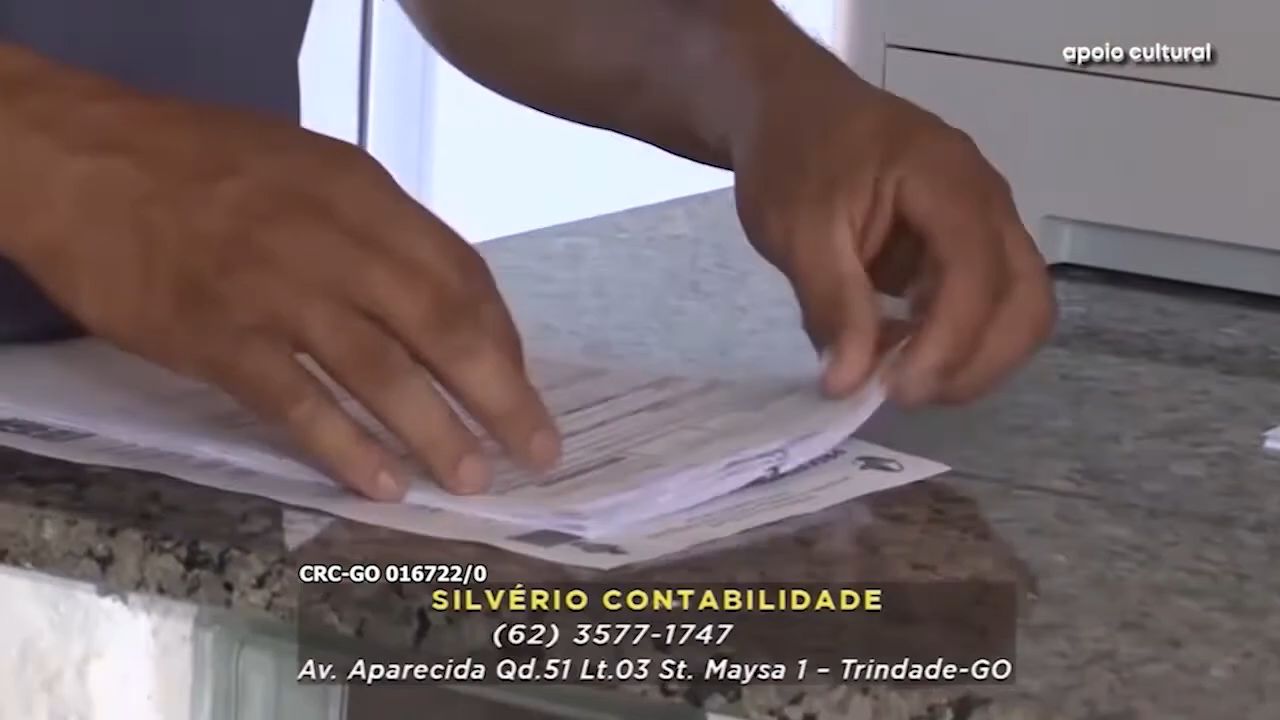 apoio cultural
CRC-GO 016722/0
SILVÉRIO CONTABILIDADE
(62) 3577-1747
Av. Aparecida Qd.51 Lt.03 St. Maysa 1 – Trindade-GO